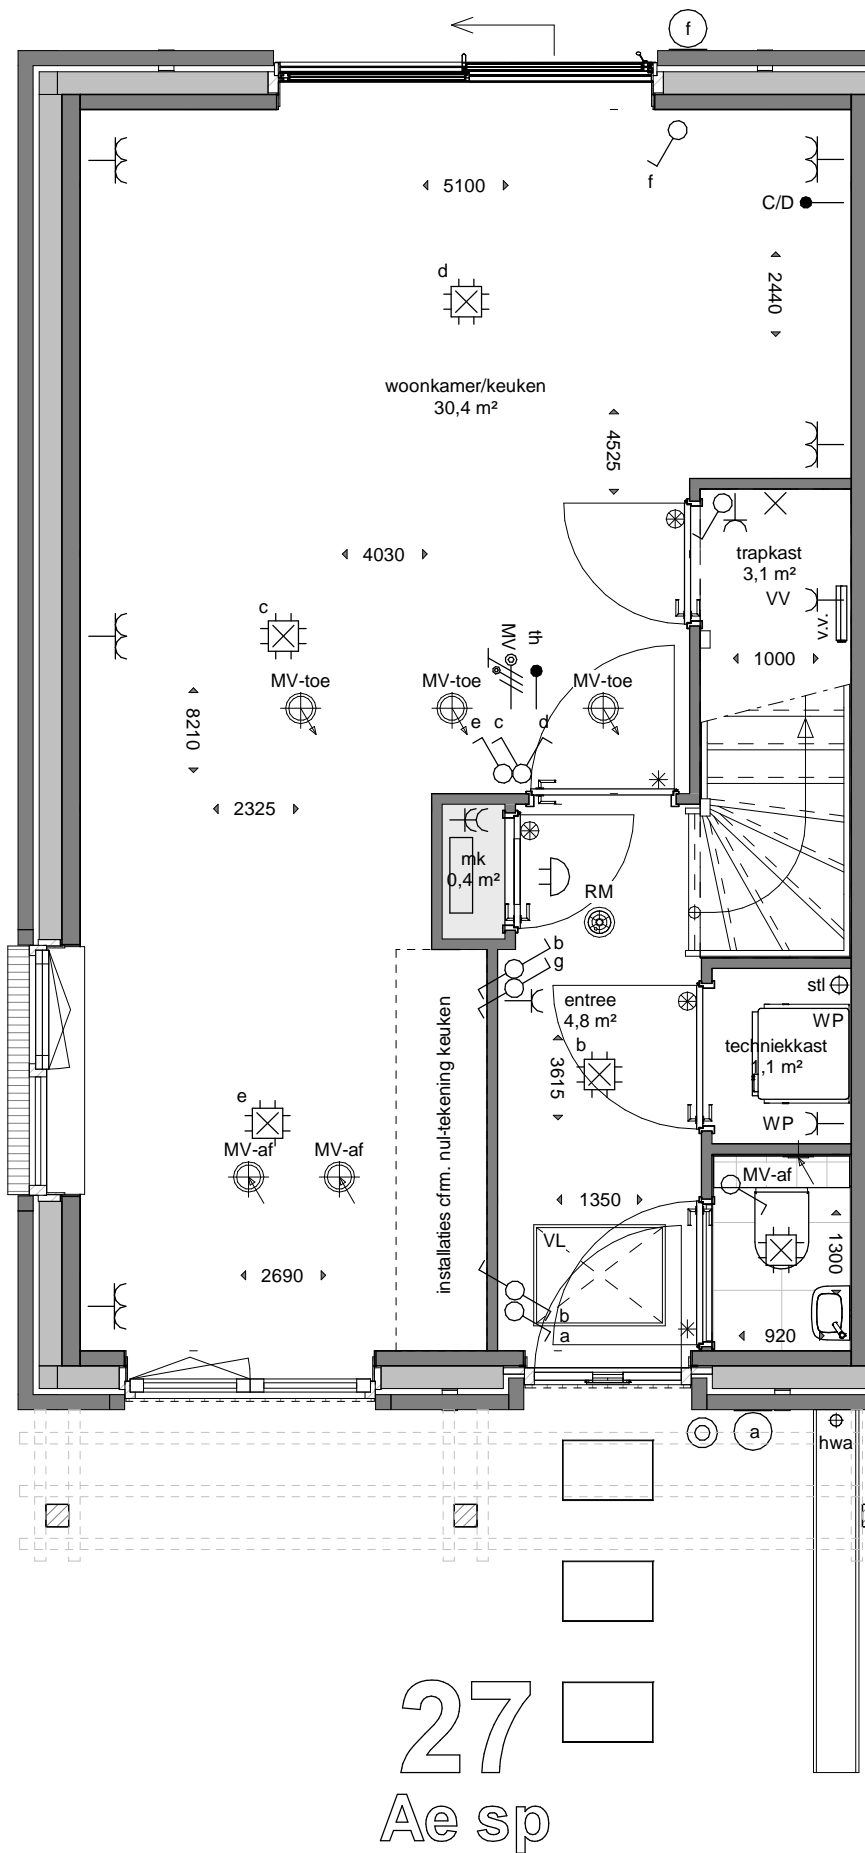 f
f
5100
C/D
2440
d
woonkamer/keuken
30,4 m²
4525
4030
trapkast
3,1 m²
VV
v.v.
1000
c
MV
th
MV-toe
MV-toe
MV-toe
8210
e
c
d
2325
mk
0,4 m²
RM
b
g
entree
4,8 m²
b
3615
stl
WP
techniekkast
1,1 m²
WP
installaties cfrm. nul-tekening keuken
e
MV-af
MV-af
MV-af
1350
VL
1300
2690
b
a
920
a
hwa
27
Ae sp